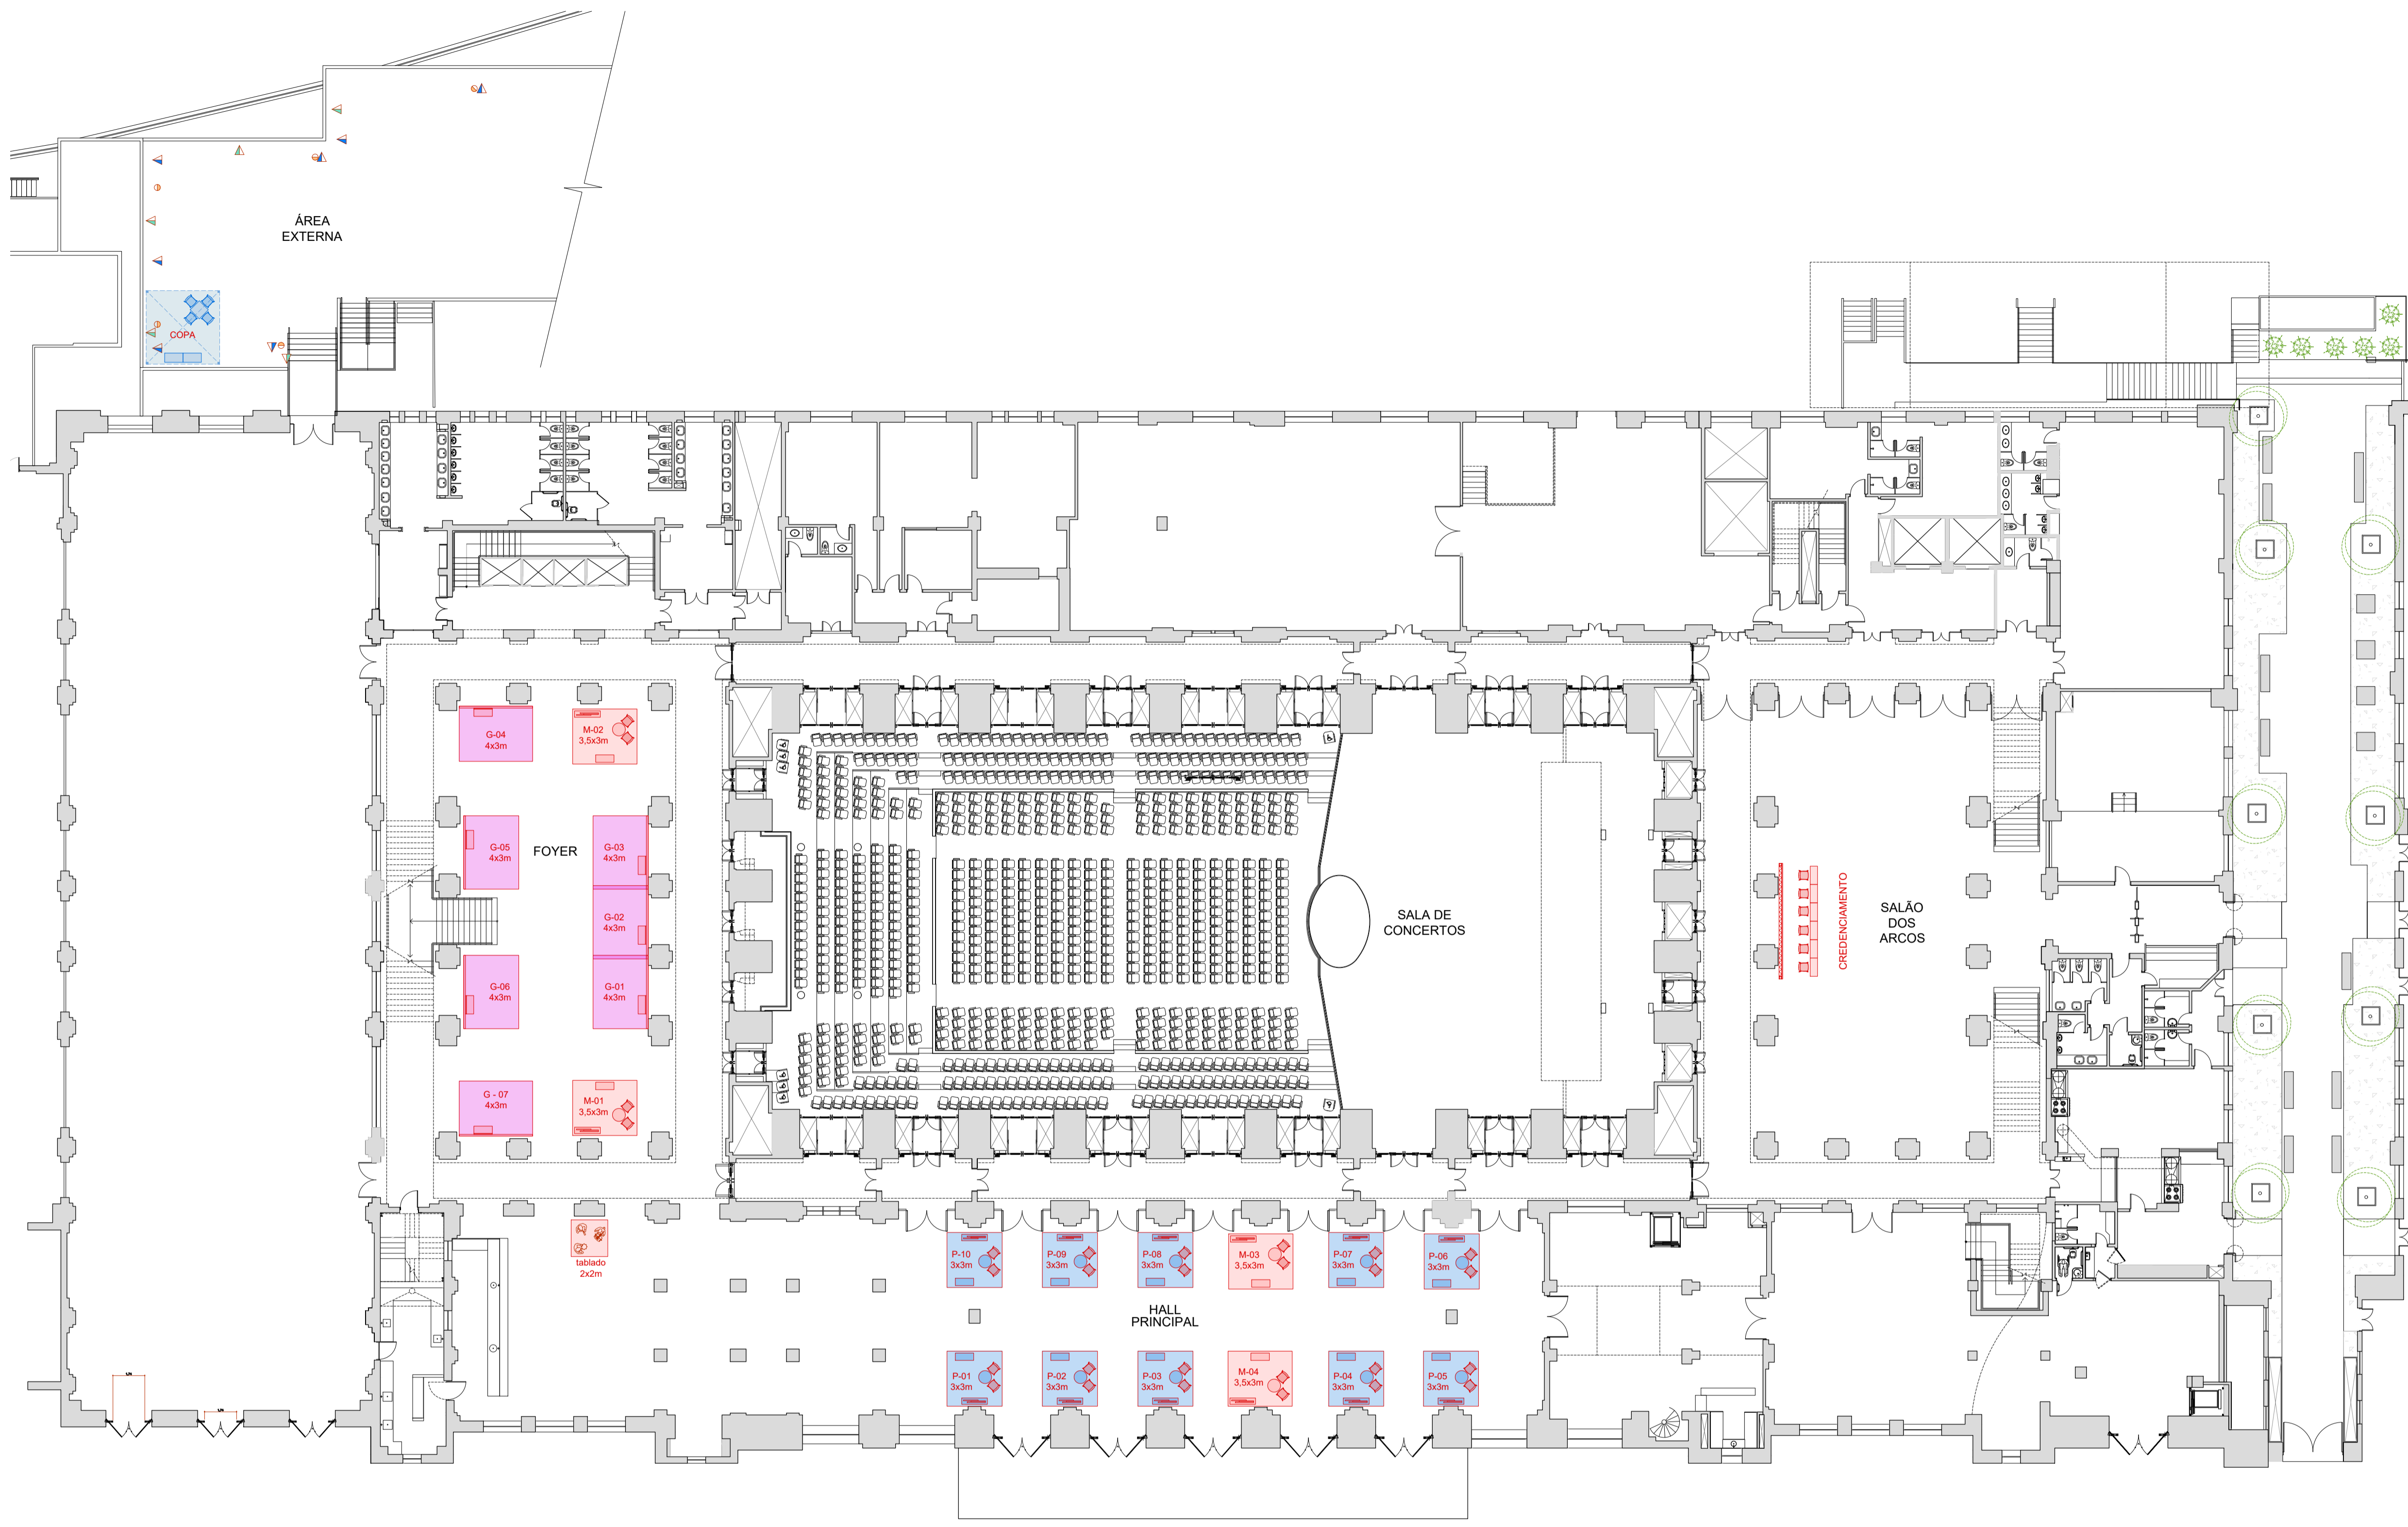 ÁREA
EXTERNA
COPA
G-04
4x3m
M-02
3,5x3m
G-05
4x3m
FOYER
G-03
4x3m
G-02
4x3m
G-06
4x3m
G-01
4x3m
G - 07
4x3m
M-01
3,5x3m
SALA DE
CONCERTOS
CREDENCIAMENTO
SALÃO
DOS
ARCOS
tablado
2x2m
P-10
3x3m
P-09
3x3m
P-08
3x3m
M-03
3,5x3m
P-07
3x3m
P-06
3x3m
HALL
PRINCIPAL
P-01
3x3m
P-02
3x3m
P-03
3x3m
M-04
3,5x3m
P-04
3x3m
P-05
3x3m